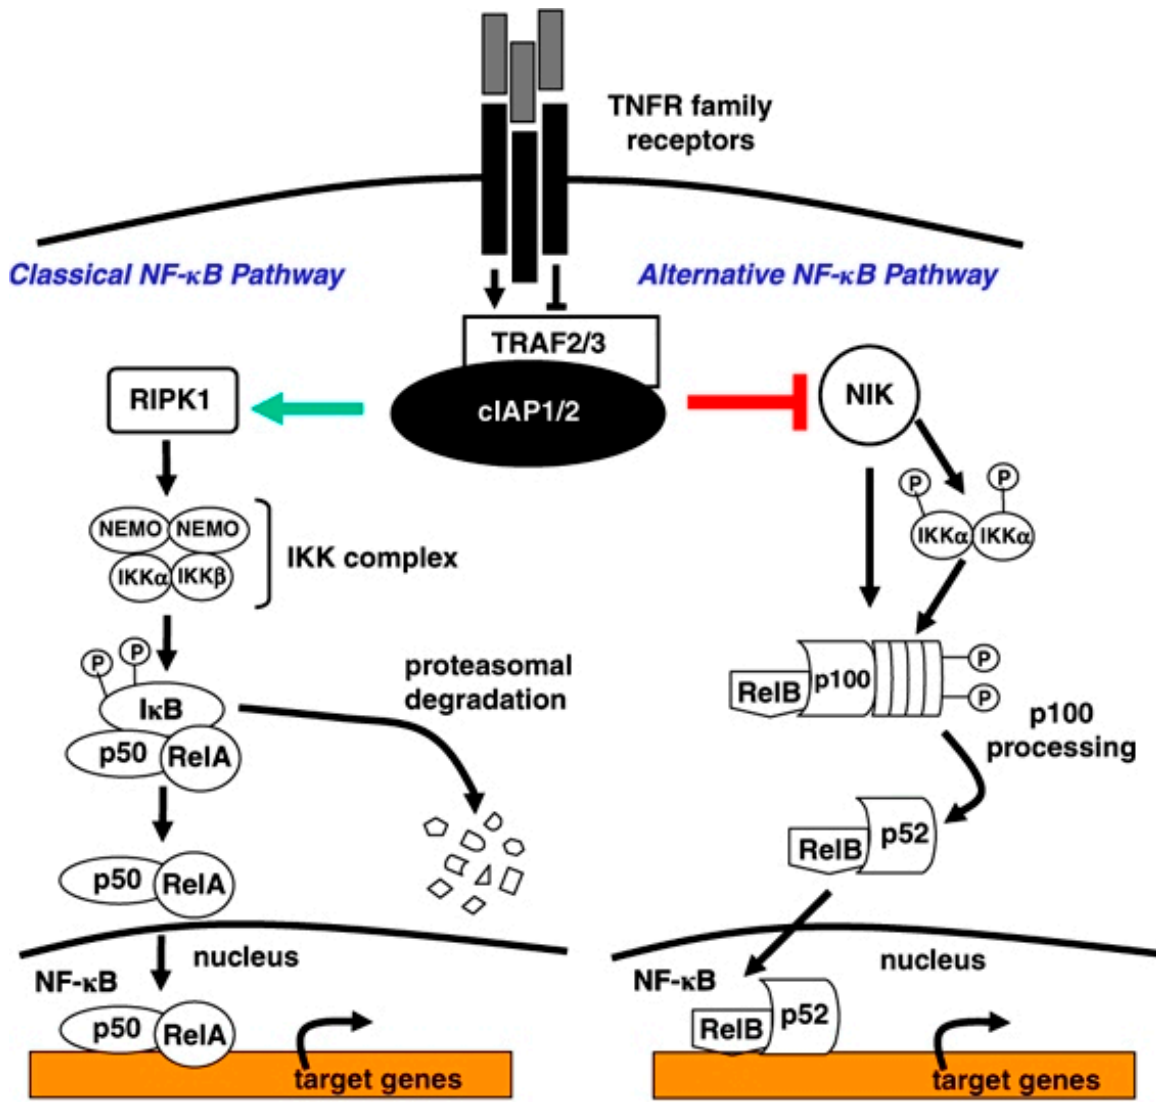 TNFR family
receptors
Classical NF-κB Pathway
Alternative NF-κB Pathway
TRAF2/3
cIAP1/2
RIPK1
NIK
P
P
NEMO
NEMO
IKKα
IKKβ
IKK complex
IKKα
IKKα
P
P
IκB
p50
RelA
proteasomal
degradation
RelB
p100
P
P
p100
processing
p50
RelA
RelB
p52
nucleus
NF-κB
p50
RelA
target genes
nucleus
NF-κB
RelB
p52
target genes